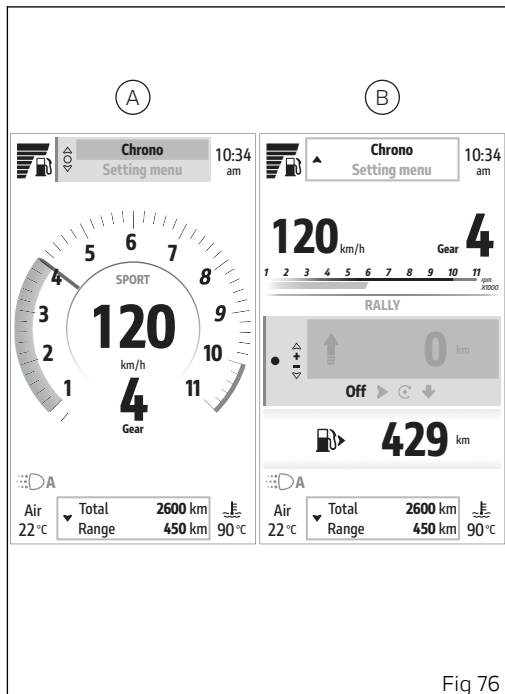 A
B
Chrono
Setting menu
10:34
am
5
6
7
4
8
3
9
2
10
1
11
SPORT
120
km/h
4
Gear
A
Air
22 °C
Total 2600 km
Range 450 km
90 °C
Chrono
Setting menu
10:34
am
120 km/h
Gear 4
1 2 3 4 5 6 7 8 9 10 11 rpm
X1000
RALLY
+
-
0 km
Off
429 km
A
Air
22 °C
Total 2600 km
Range 450 km
90 °C
Fig 76